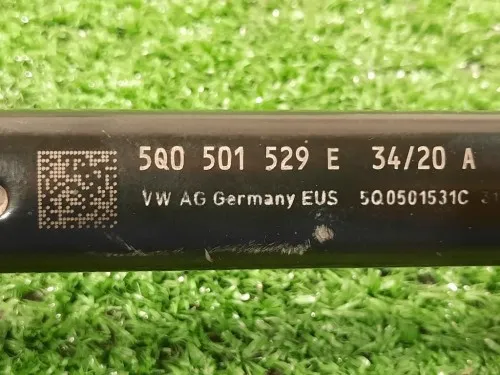 5Q0 501 529 E 34/20 A
VW AG Germany EUS 5Q0501531C